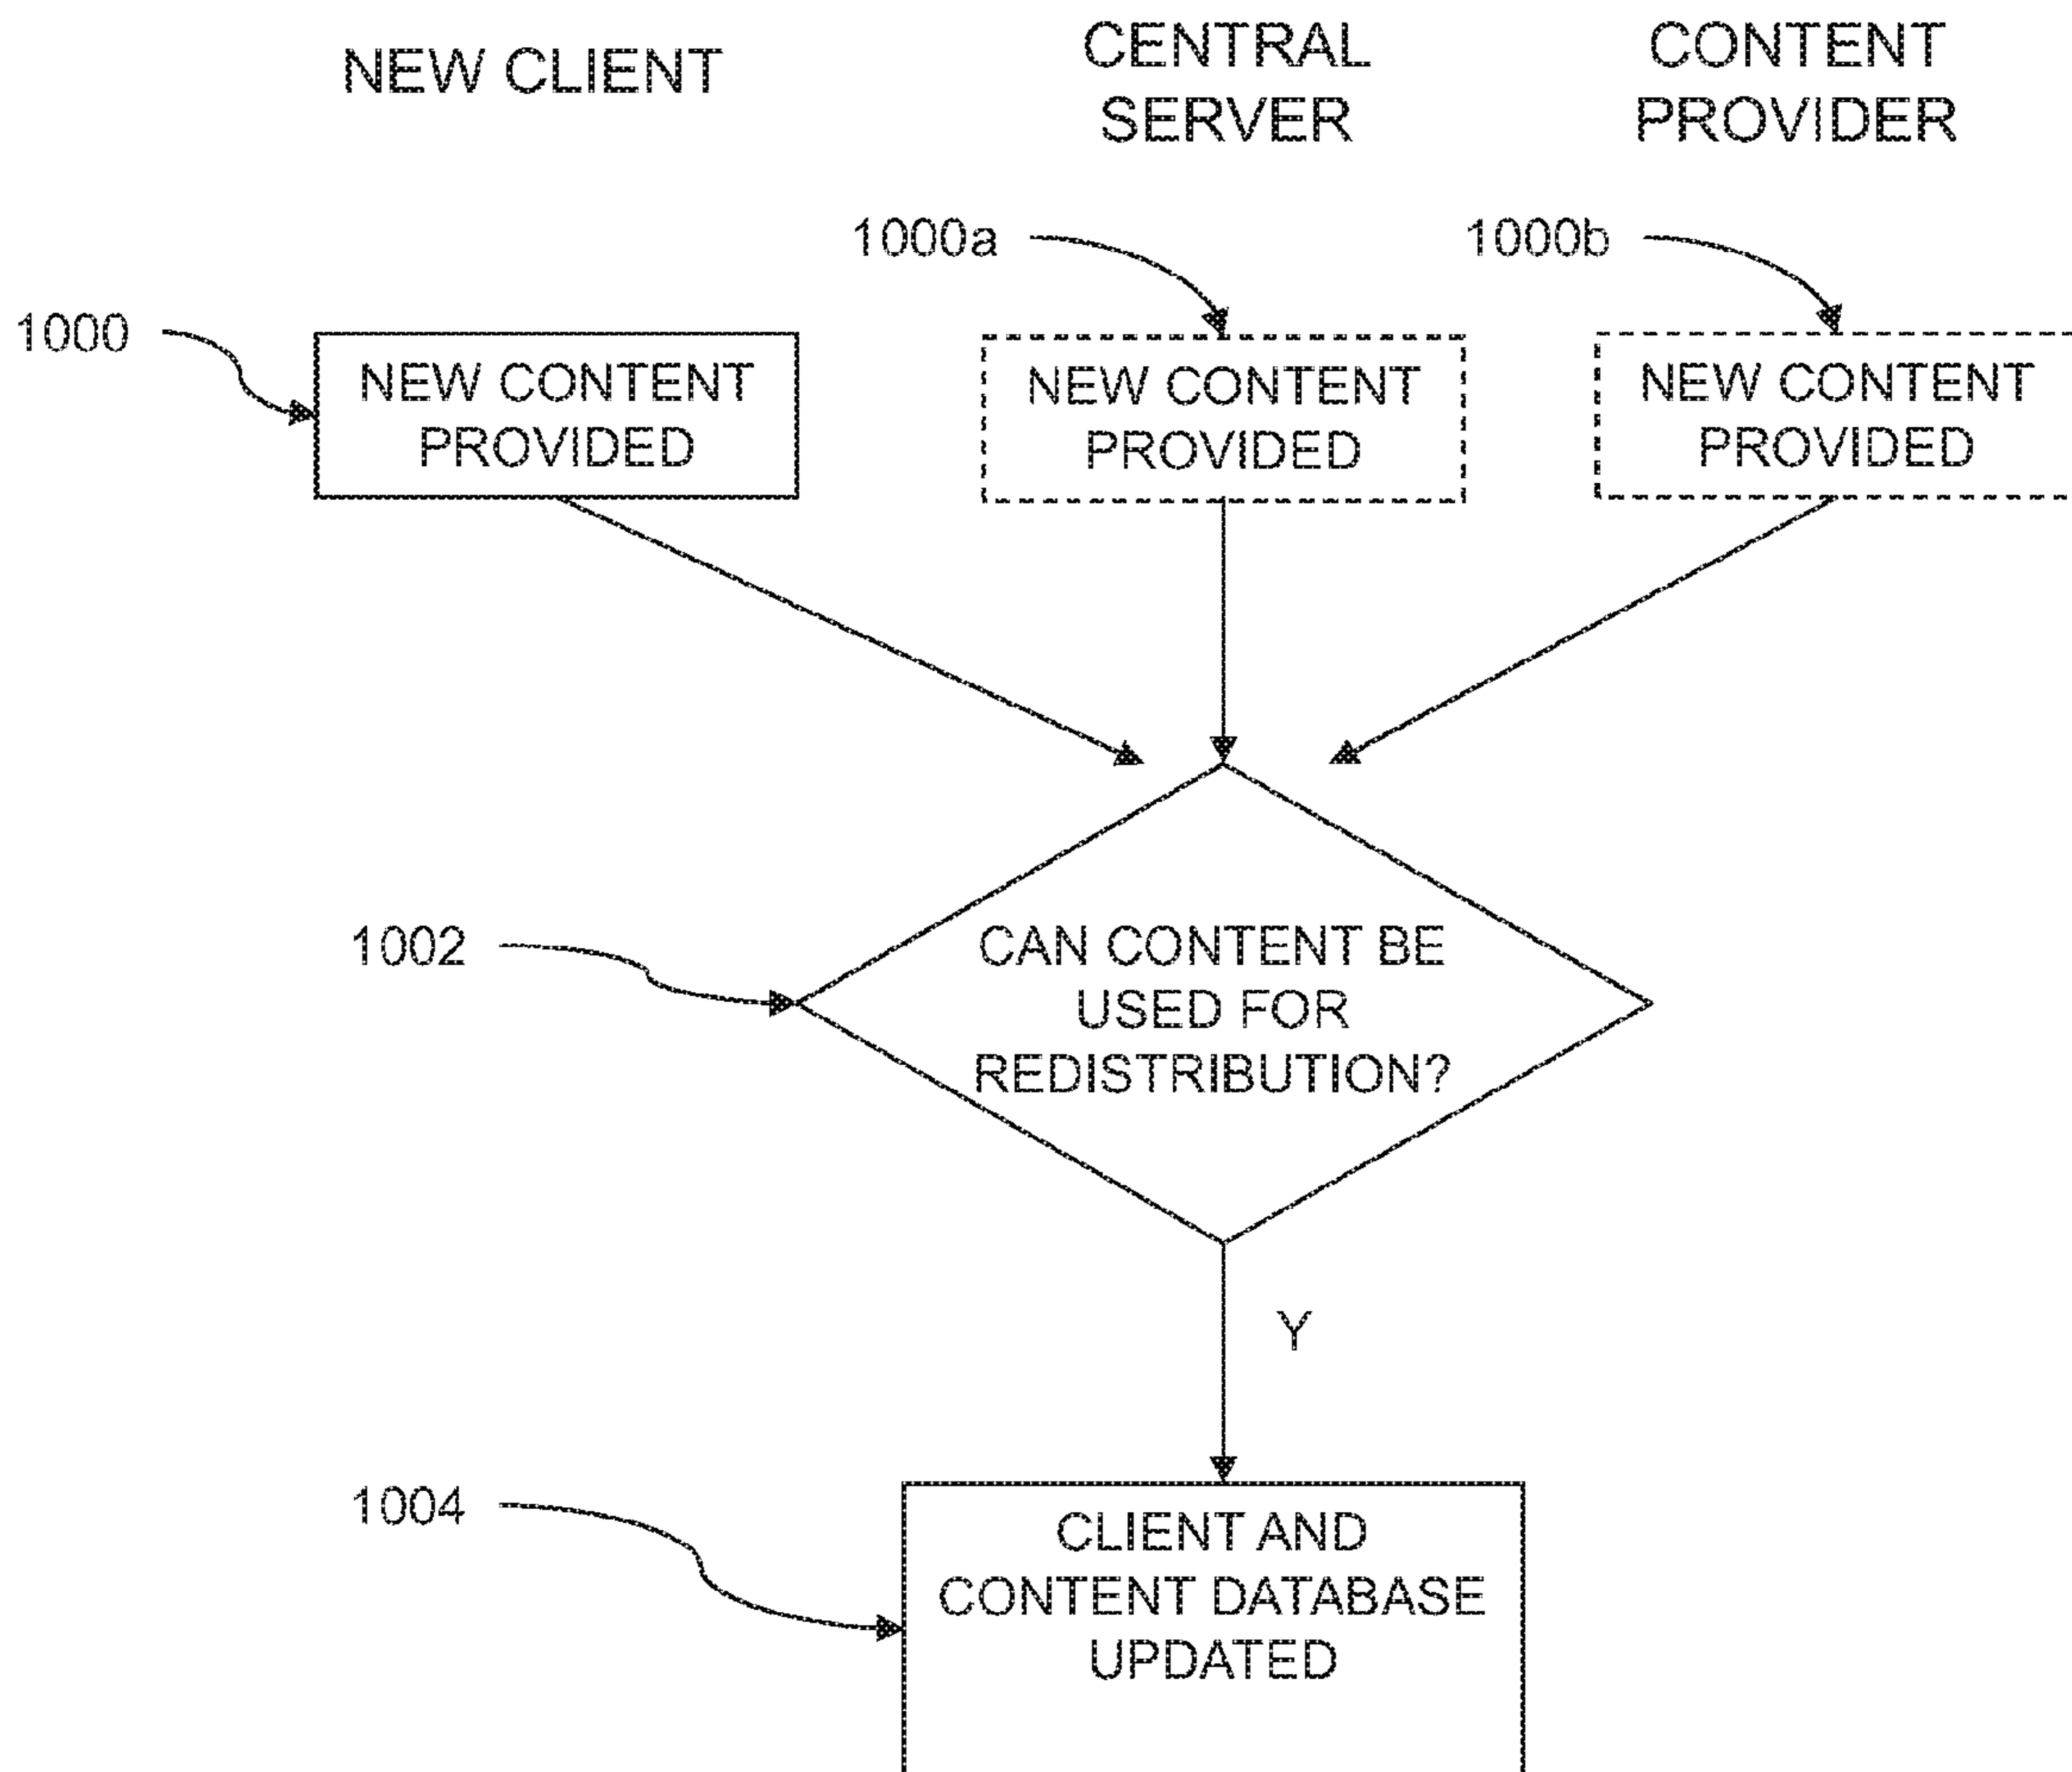 NEW CLIENT
CENTRAL
SERVER
CONTENT
PROVIDER
1000
1000a
1000b
NEW CONTENT
PROVIDED
NEW CONTENT
PROVIDED
NEW CONTENT
PROVIDED
1002
CAN CONTENT BE
USED FOR
REDISTRIBUTION?
Y
1004
CLIENT AND
CONTENT DATABASE
UPDATED